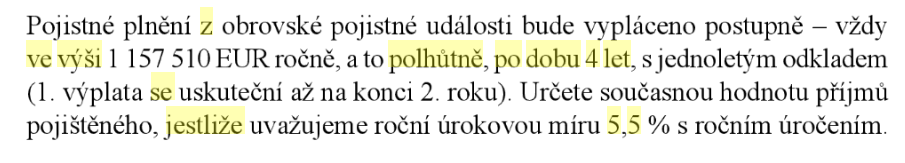 Pojistné plnění z obrovské pojistné události bude vypláceno postupně – vždy
ve výši 1 157 510 EUR ročně, a to polhůtně, po dobu 4 let, s jednoletým odkladem
(1. výplata se uskuteční až na konci 2. roku). Určete současnou hodnotu příjmů
pojištěného, jestliže uvažujeme roční úrokovou míru 5,5 % s ročním úročením.